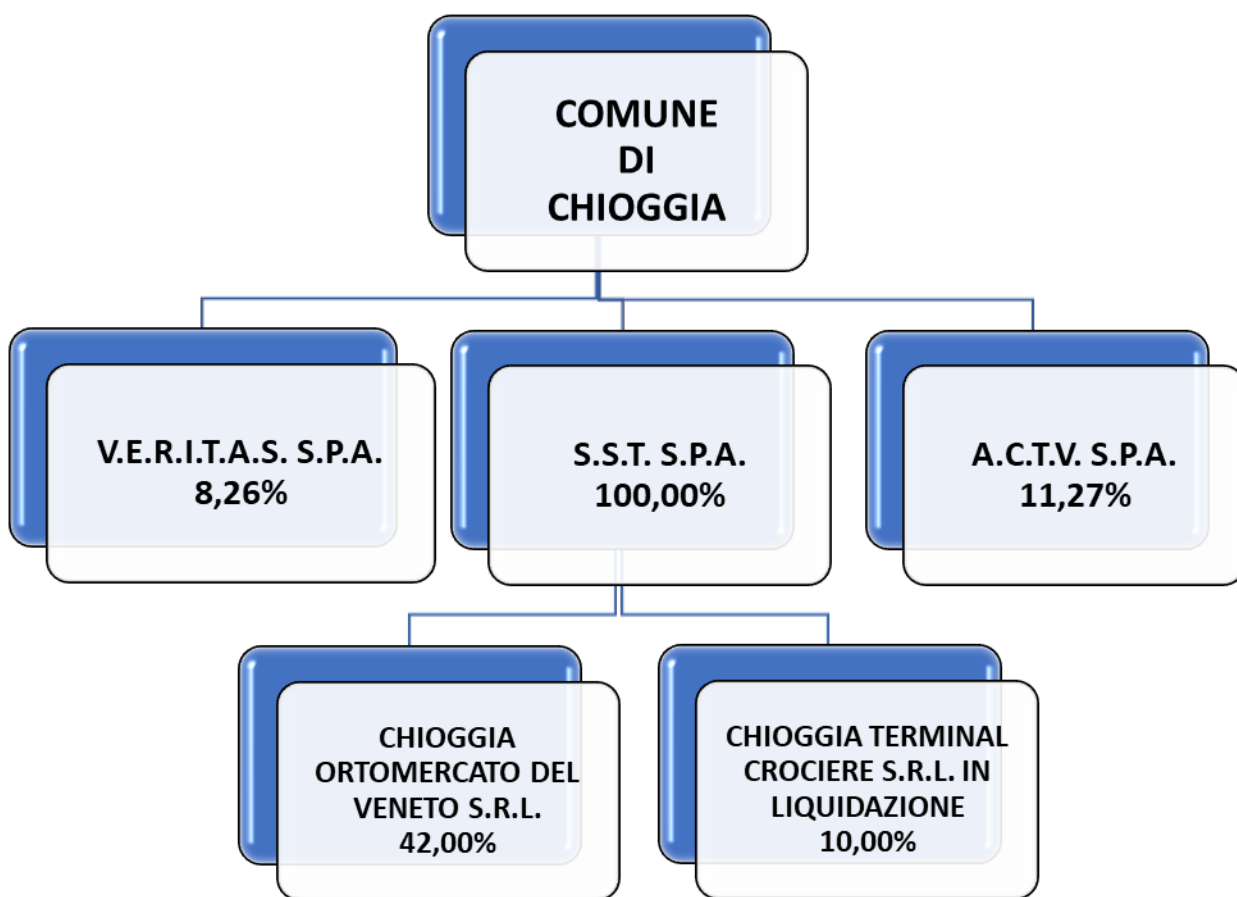 COMUNE
DI
CHIOGGIA
V.E.R.I.T.A.S. S.P.A.
8,26%
S.S.T. S.P.A.
100,00%
A.C.T.V. S.P.A.
11,27%
CHIOGGIA
ORTOMERCATO DEL
VENETO S.R.L.
42,00%
CHIOGGIA TERMINAL
CROCIERE S.R.L. IN
LIQUIDAZIONE
10,00%